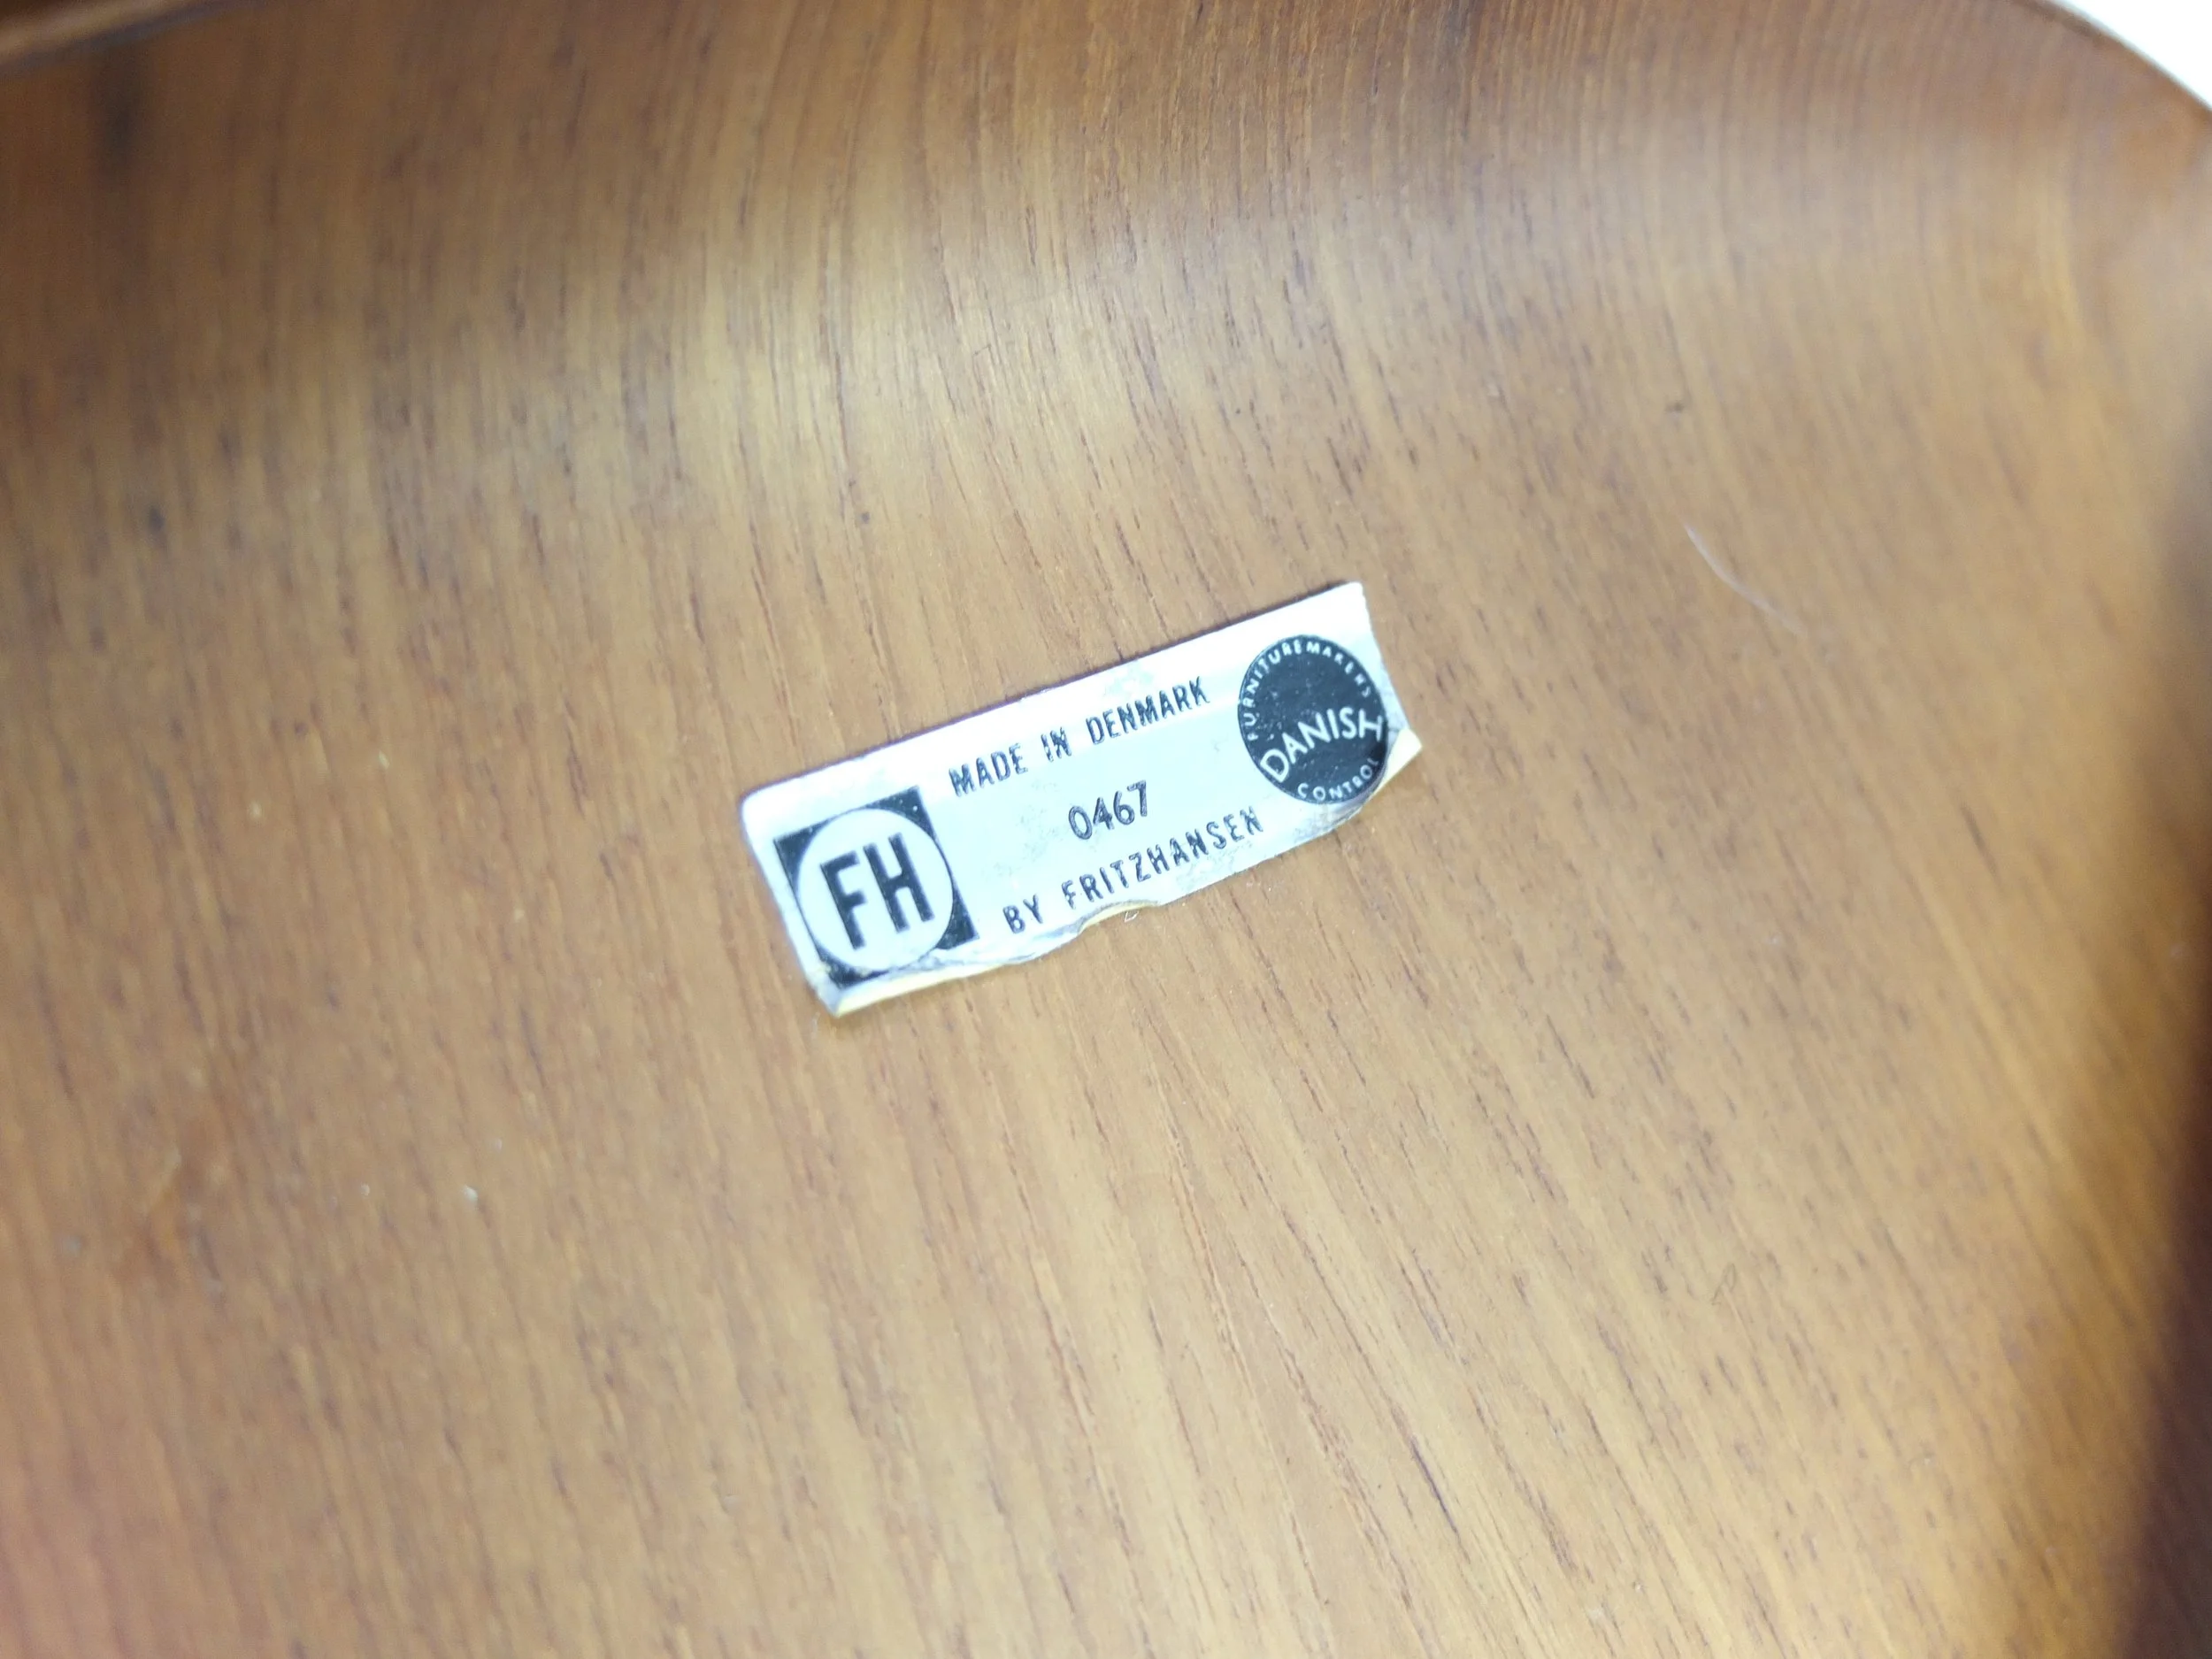 MADE IN DENMARK
0467
BY FRITZHANSEN
FH
FURNITUREMAKERS
DANISH
CONTROL